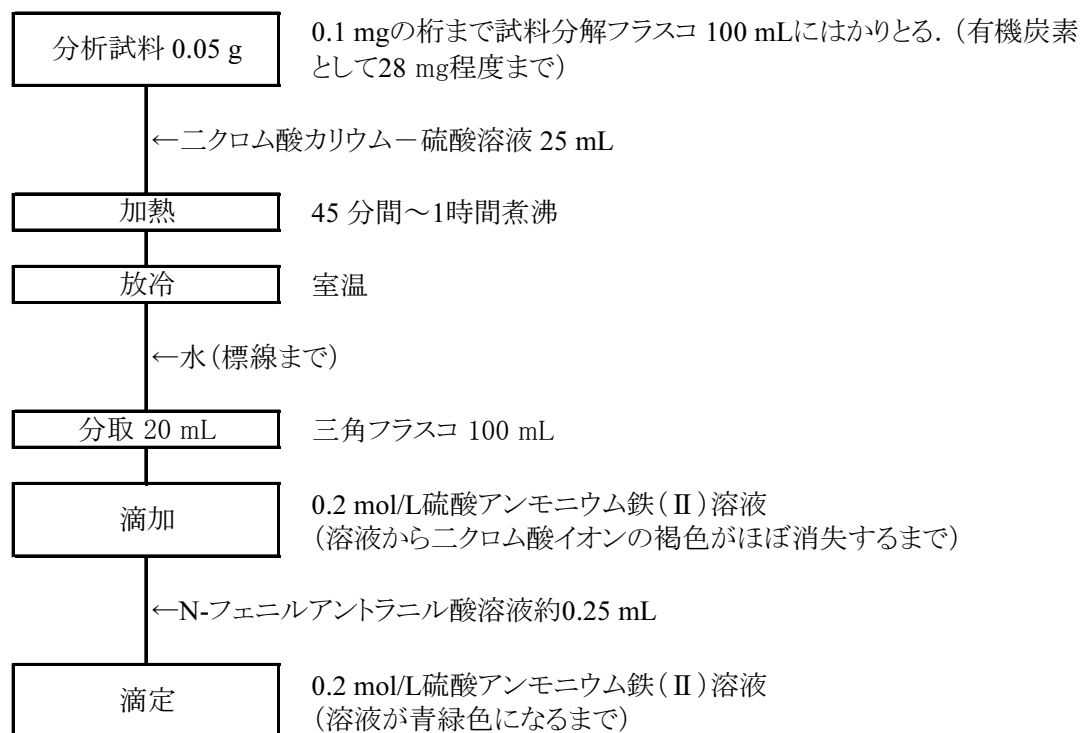 分析試料 0.05 g
0.1 mgの桁まで試料分解フラスコ 100 mLにはかりとる．（有機炭素
として28 mg程度まで）
←二クロム酸カリウム－硫酸溶液 25 mL
加熱
45 分間～1時間煮沸
放冷
室温
←水（標線まで）
分取 20 mL
三角フラスコ 100 mL
滴加
0.2 mol/L硫酸アンモニウム鉄（Ⅱ）溶液
（溶液から二クロム酸イオンの褐色がほぼ消失するまで）
←N-フェニルアントラニル酸溶液約0.25 mL
滴定
0.2 mol/L硫酸アンモニウム鉄（Ⅱ）溶液
（溶液が青緑色になるまで）